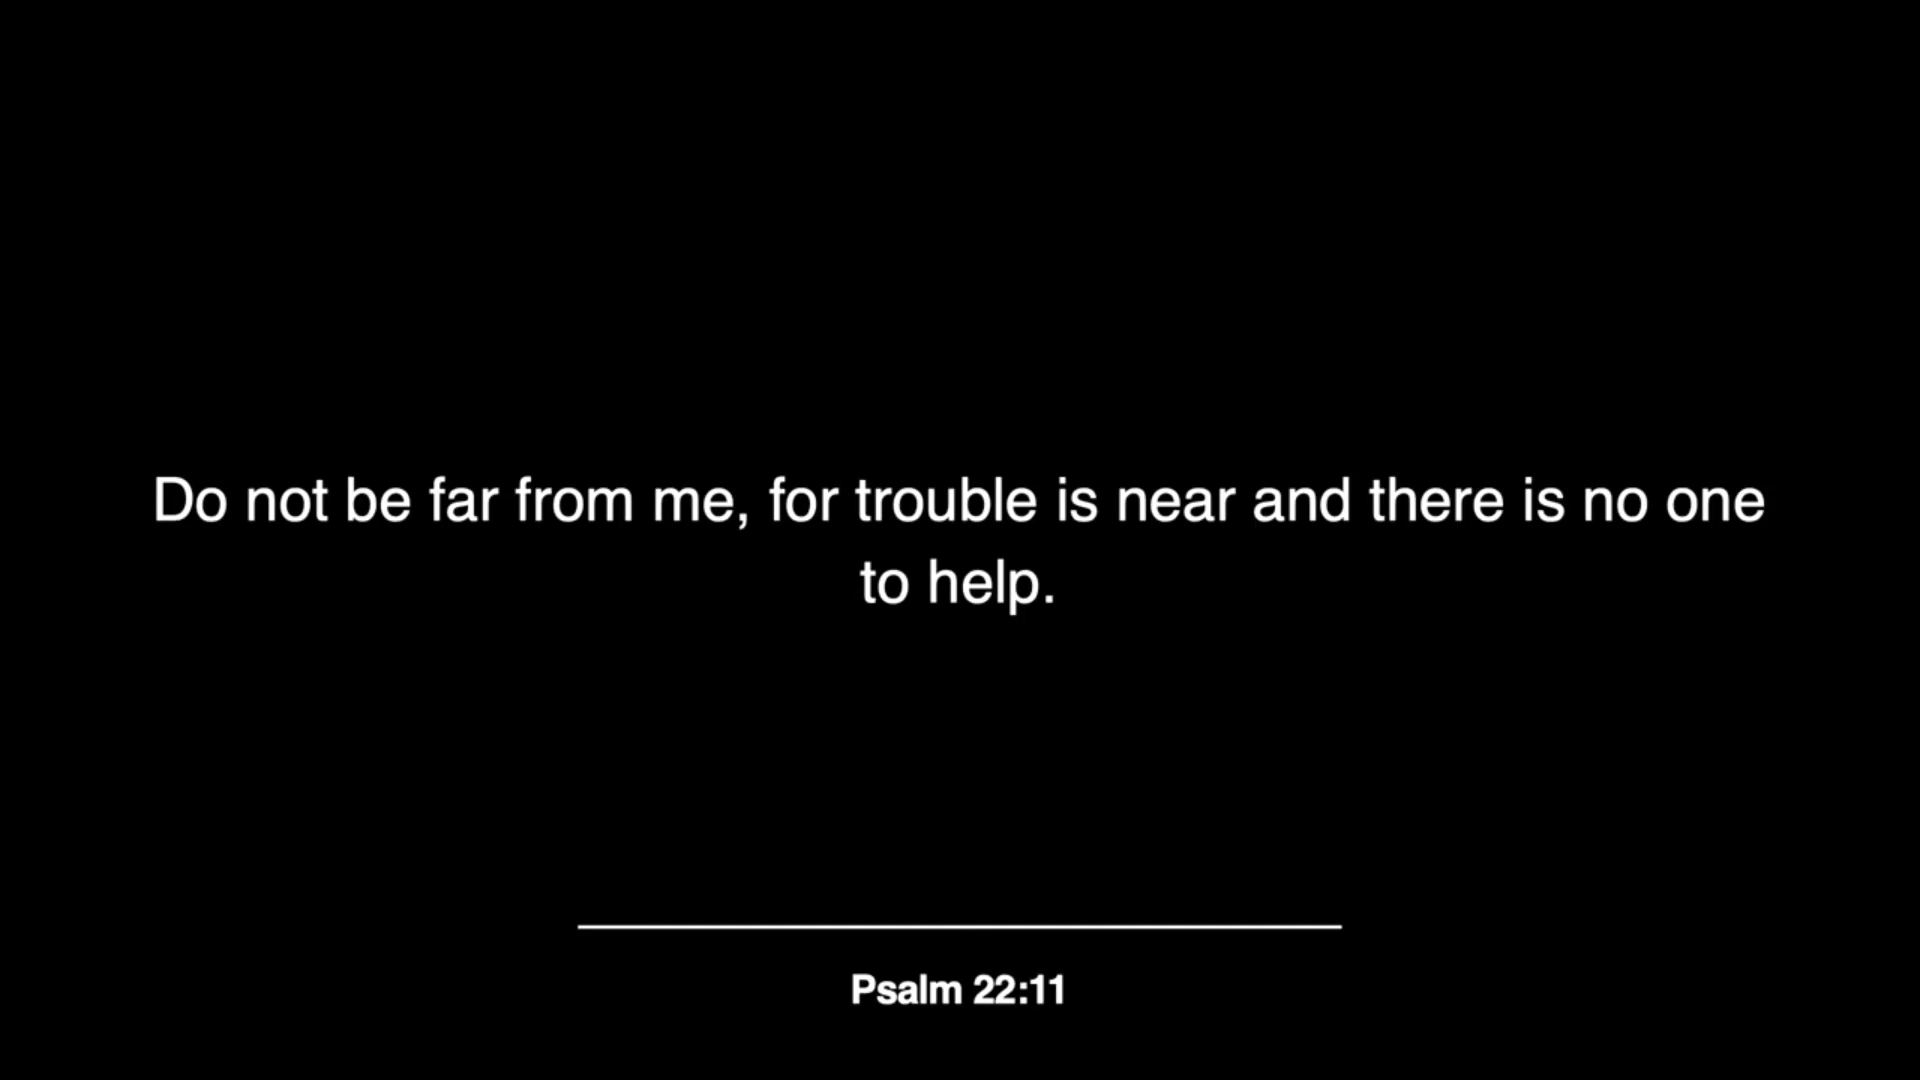 Do not be far from me, for trouble is near and there is no one
to help.
Psalm 22:11